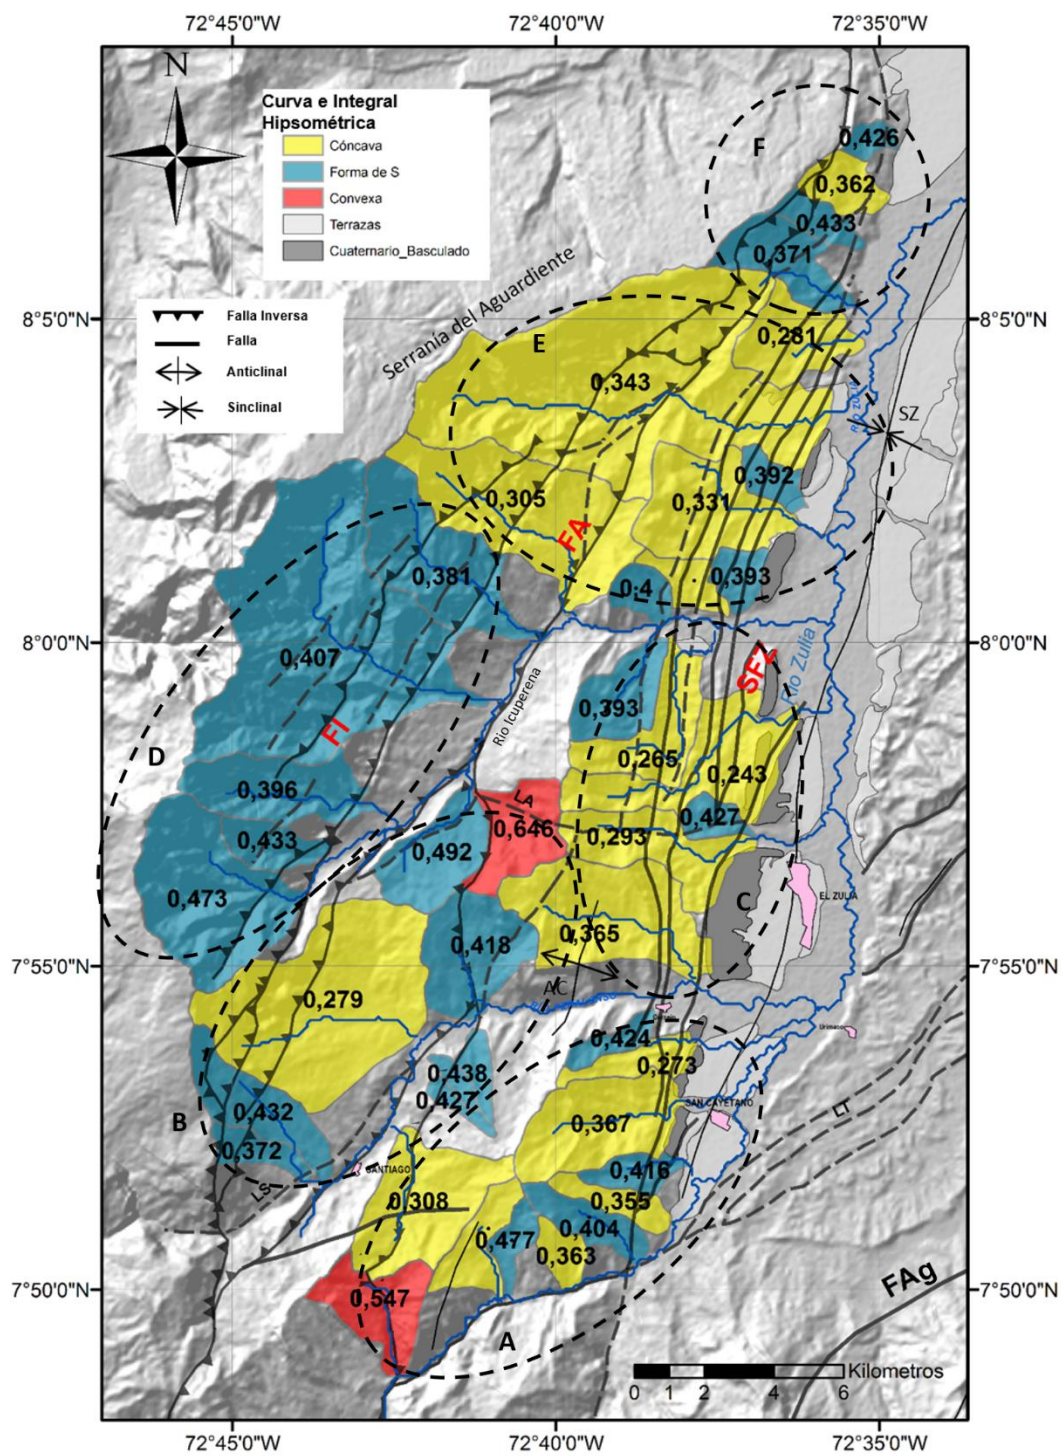 72°45'0"W
72°40'0"W
72°35'0"W
N
Curva e Integral
Hipsométrica
Cóncava
Forma de S
Convexa
Terrazas
Cuaternario_Basculado
Falla Inversa
Falla
Anticlinal
Sinclinal
F
0,426
0,362
0,433
0,371
Serranía del Aguardiente
8°5'0"N
8°5'0"N
E
0,281
0,343
SZ
0,392
0,305
0,331
FA
0,381
0,4
0,393
8°0'0"N
8°0'0"N
0,407
SFZ
Rio Zulia
Rio Icuperena
0,393
FI
D
0,265
0,243
0,396
LA
0,427
0,433
0,646
0,293
0,492
0,473
C
EL ZULIA
0,418
0,365
7°55'0"N
7°55'0"N
0,279
AC
0,424
Urimaco
0,273
0,438
0,427
SAN CAYETANO
LT
B
0,432
0,367
0,372
SANTIAGO
0,416
LS
0,308
0,355
0,404
0,477
0,363
7°50'0"N
7°50'0"N
0,547
FAg
A
Kilometros
0 1 2 4 6
72°45'0"W
72°40'0"W
72°35'0"W